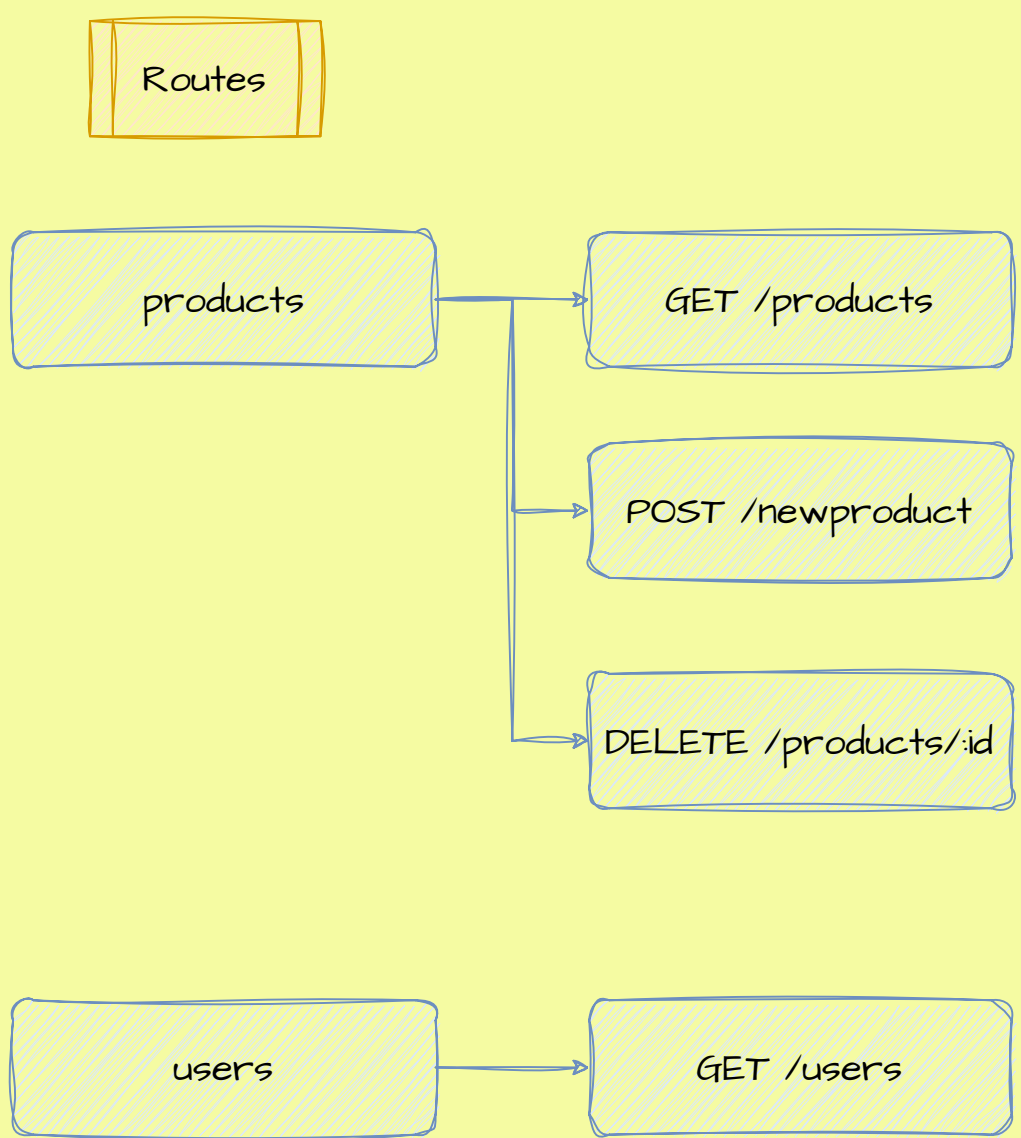 Routes
products
GET /products
POST /newproduct
DELETE /products/:id
users
GET /users